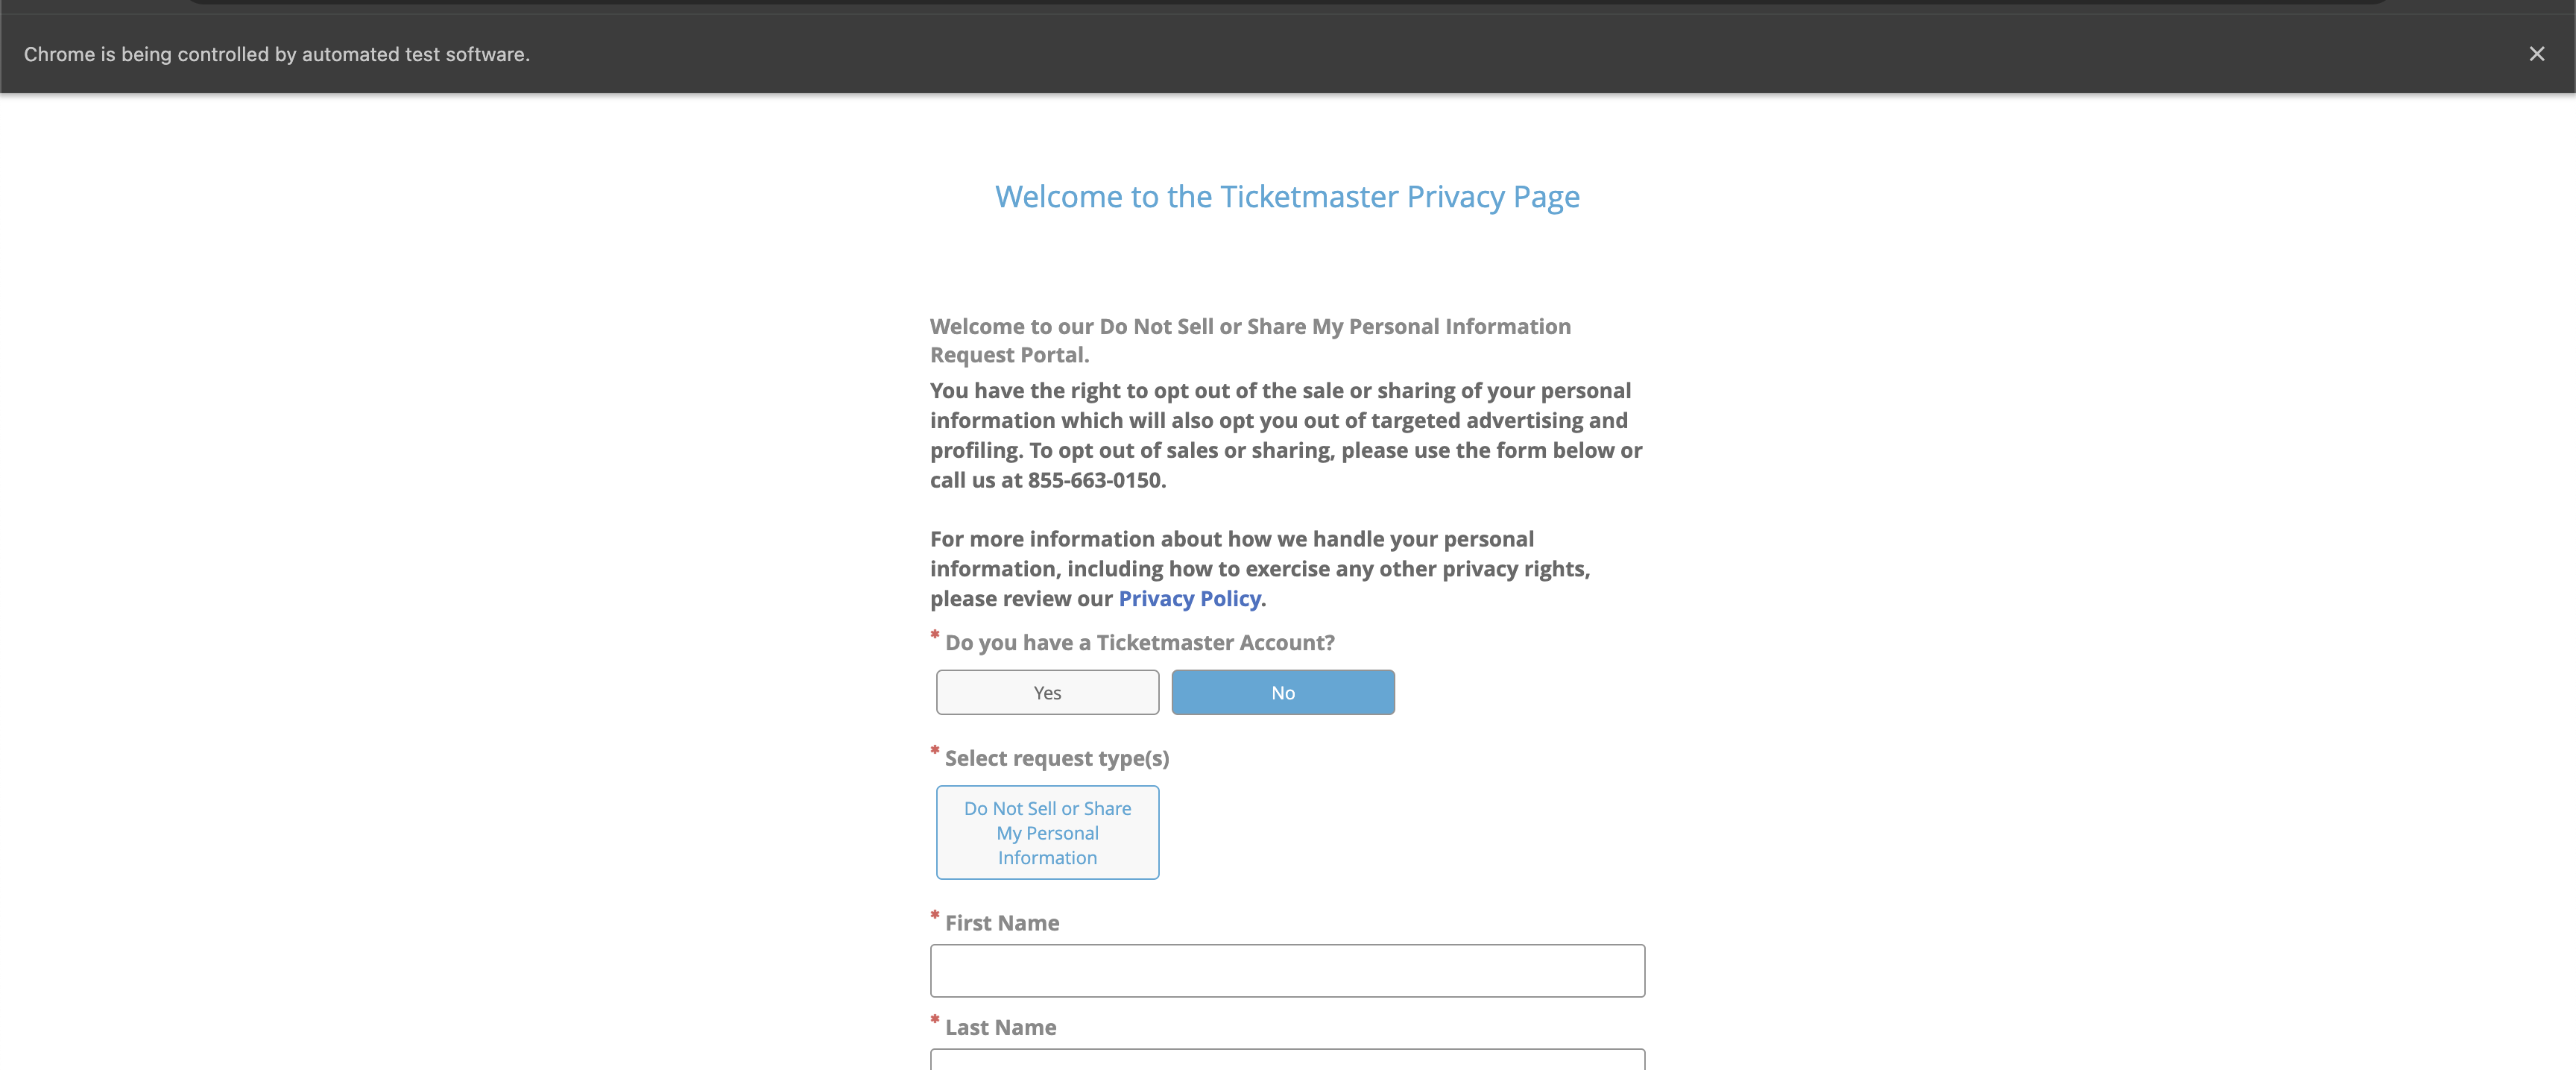 Chrome is being controlled by automated test software.
Welcome to the Ticketmaster Privacy Page
Welcome to our Do Not Sell or Share My Personal Information
Request Portal.
You have the right to opt out of the sale or sharing of your personal
information which will also opt you out of targeted advertising and
profiling. To opt out of sales or sharing, please use the form below or
call us at 855-663-0150.
For more information about how we handle your personal
information, including how to exercise any other privacy rights,
please review our Privacy Policy.
* Do you have a Ticketmaster Account?
Yes No
* Select request type(s)
Do Not Sell or Share
My Personal
Information
* First Name
* Last Name